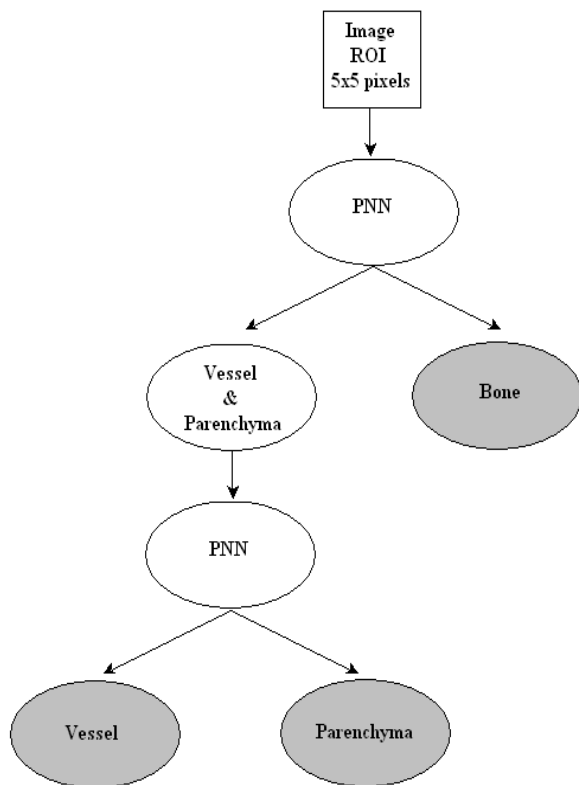 Image
ROI
5x5 pixels
PNN
Vessel
&
Parenchyma
Bone
PNN
Vessel
Parenchyma